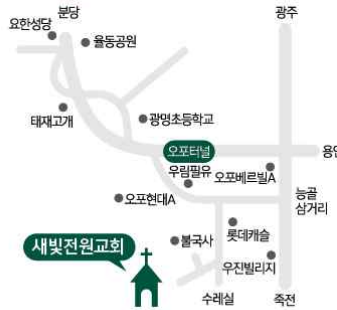 분당
광주
요한성당
율동공원
태재고개
광명초등학교
오포터널
용인
우림필유
오포베르빌A
오포현대A
능골
삼거리
불국사
롯데캐슬
새빛전원교회
우진빌리지
수레실
죽전